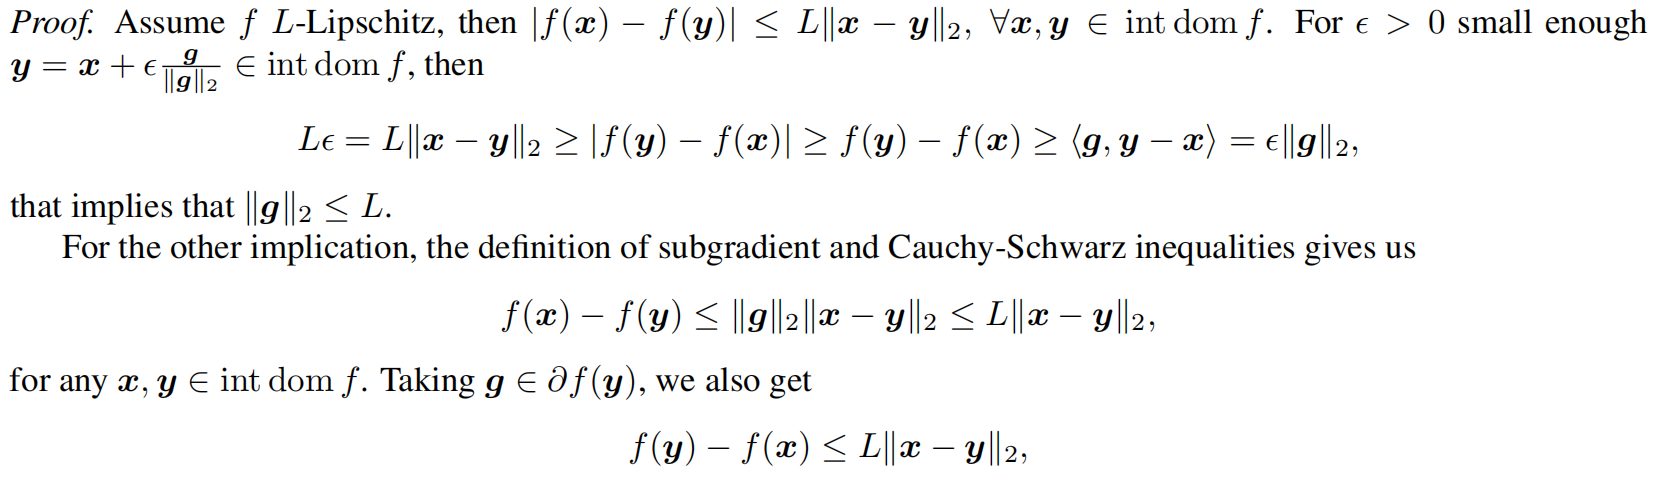 Proof. Assume f L-Lipschitz, then |f(x) − f(y)| ≤ L‖x − y‖₂, ∀x, y ∈ int dom f. For ϵ > 0 small enough
y = x + ϵ g/‖g‖₂ ∈ int dom f, then
Lϵ = L‖x − y‖₂ ≥ |f(y) − f(x)| ≥ f(y) − f(x) ≥ ⟨g, y − x⟩ = ϵ‖g‖₂,
that implies that ‖g‖₂ ≤ L.
For the other implication, the definition of subgradient and Cauchy-Schwarz inequalities gives us
f(x) − f(y) ≤ ‖g‖₂‖x − y‖₂ ≤ L‖x − y‖₂,
for any x, y ∈ int dom f. Taking g ∈ ∂f(y), we also get
f(y) − f(x) ≤ L‖x − y‖₂,